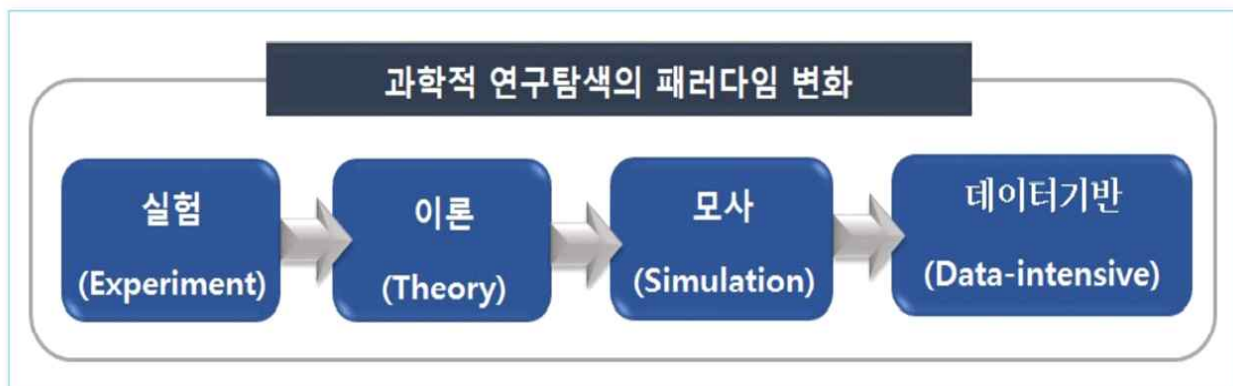 과학적 연구탐색의 패러다임 변화
실험
(Experiment)
이론
(Theory)
모사
(Simulation)
데이터기반
(Data-intensive)